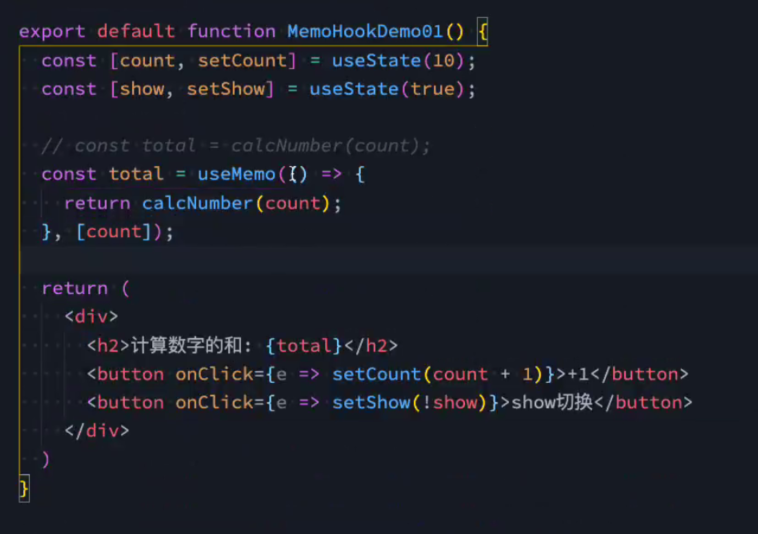 export default function MemoHookDemo01() {
const [count, setCount] = useState(10);
const [show, setShow] = useState(true);
// const total = calcNumber(count);
const total = useMemo(() => {
return calcNumber(count);
}, [count]);
return (
<div>
<h2>计算数字的和: {total}</h2>
<button onClick={e => setCount(count + 1)}>+1</button>
<button onClick={e => setShow(!show)}>show切换</button>
</div>
)
}